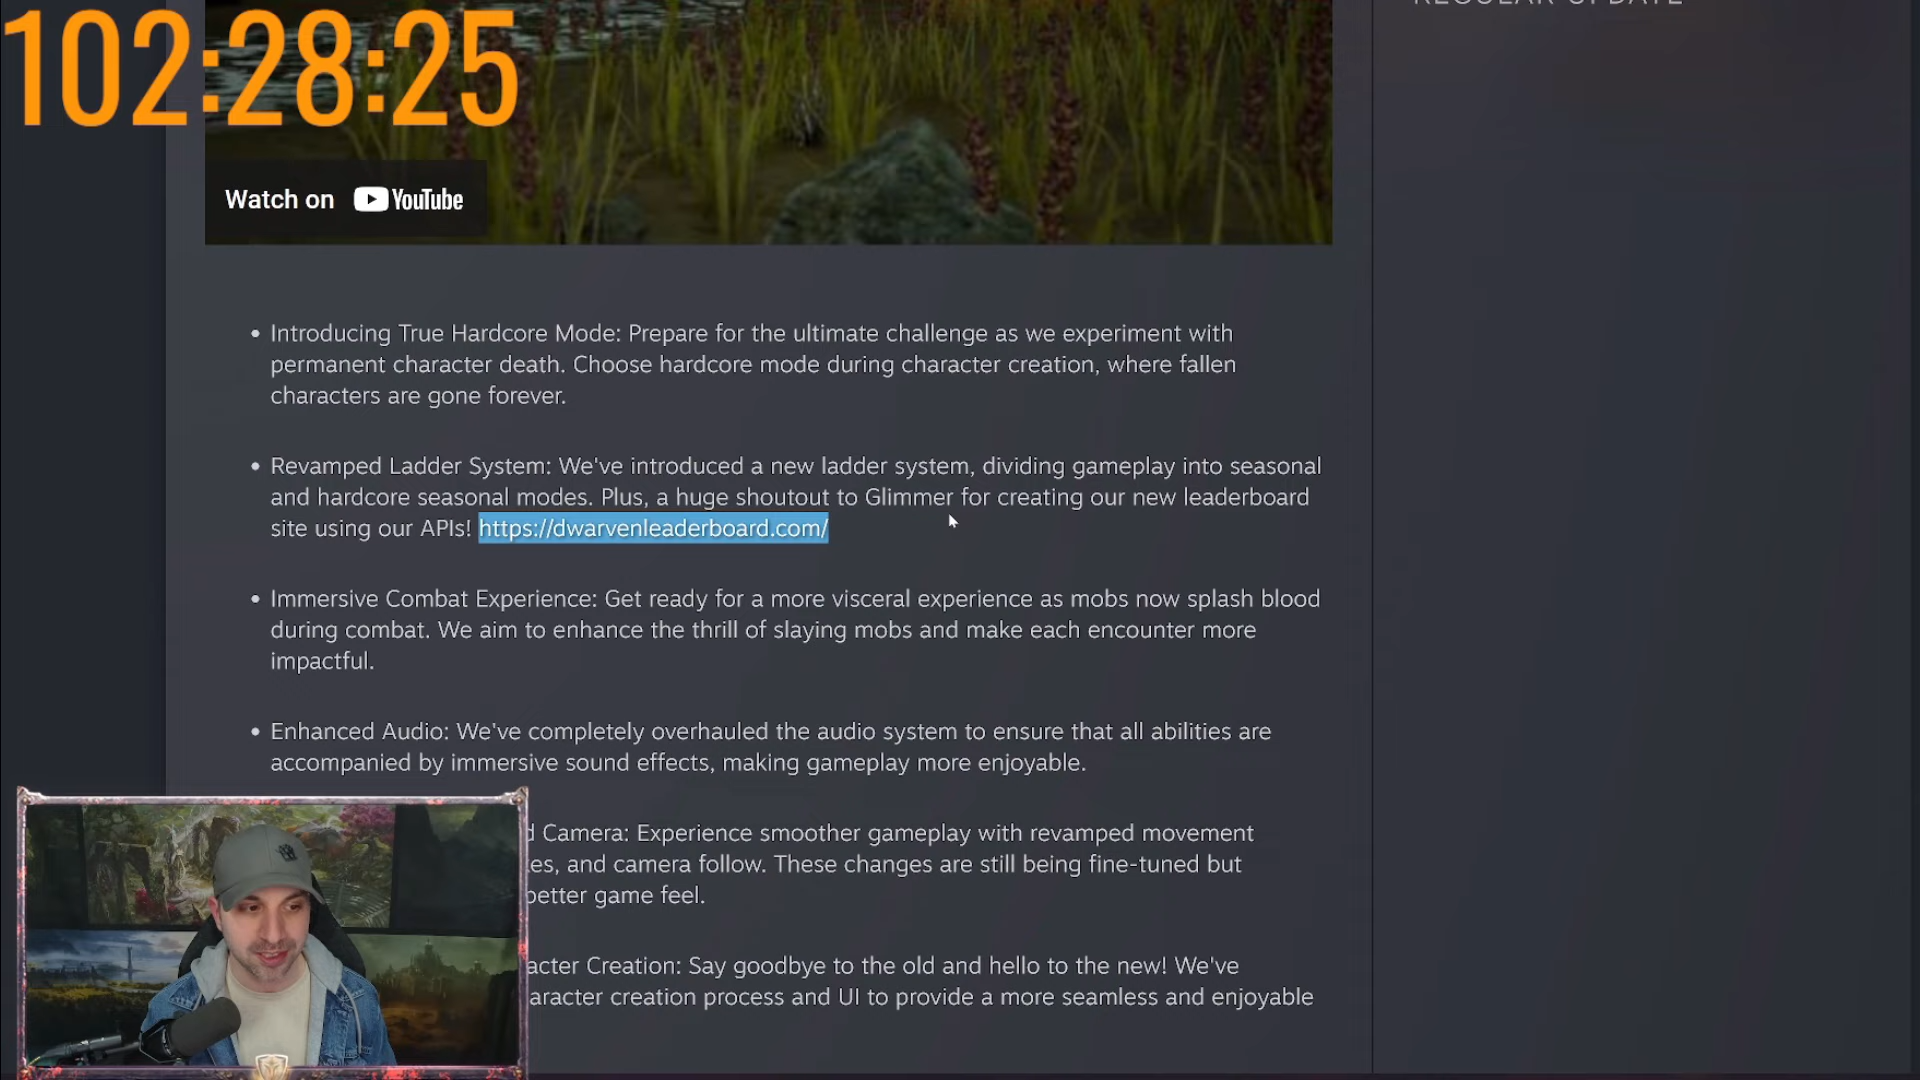 REGULAR UPDATE
102:28:25
Watch on YouTube
• Introducing True Hardcore Mode: Prepare for the ultimate challenge as we experiment with
permanent character death. Choose hardcore mode during character creation, where fallen
characters are gone forever.
• Revamped Ladder System: We've introduced a new ladder system, dividing gameplay into seasonal
and hardcore seasonal modes. Plus, a huge shoutout to Glimmer for creating our new leaderboard
site using our APIs! https://dwarvenleaderboard.com/
• Immersive Combat Experience: Get ready for a more visceral experience as mobs now splash blood
during combat. We aim to enhance the thrill of slaying mobs and make each encounter more
impactful.
• Enhanced Audio: We've completely overhauled the audio system to ensure that all abilities are
accompanied by immersive sound effects, making gameplay more enjoyable.
d Camera: Experience smoother gameplay with revamped movement
es, and camera follow. These changes are still being fine-tuned but
better game feel.
acter Creation: Say goodbye to the old and hello to the new! We've
aracter creation process and UI to provide a more seamless and enjoyable